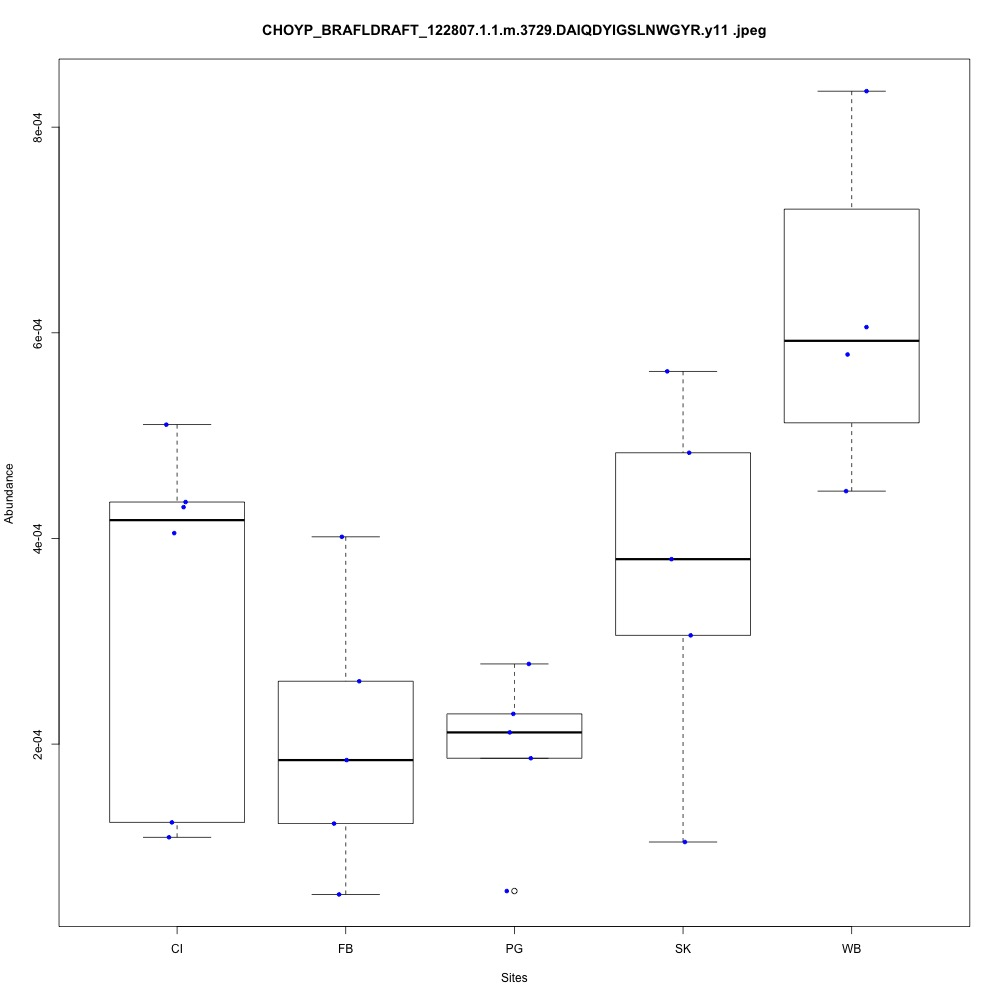 CHOYP_BRAFLDRAFT_122807.1.1.m.3729.DAIQDYIGSLNWGYR.y11 .jpeg
8e-04
6e-04
Abundance
4e-04
2e-04
CI FB PG SK WB
Sites